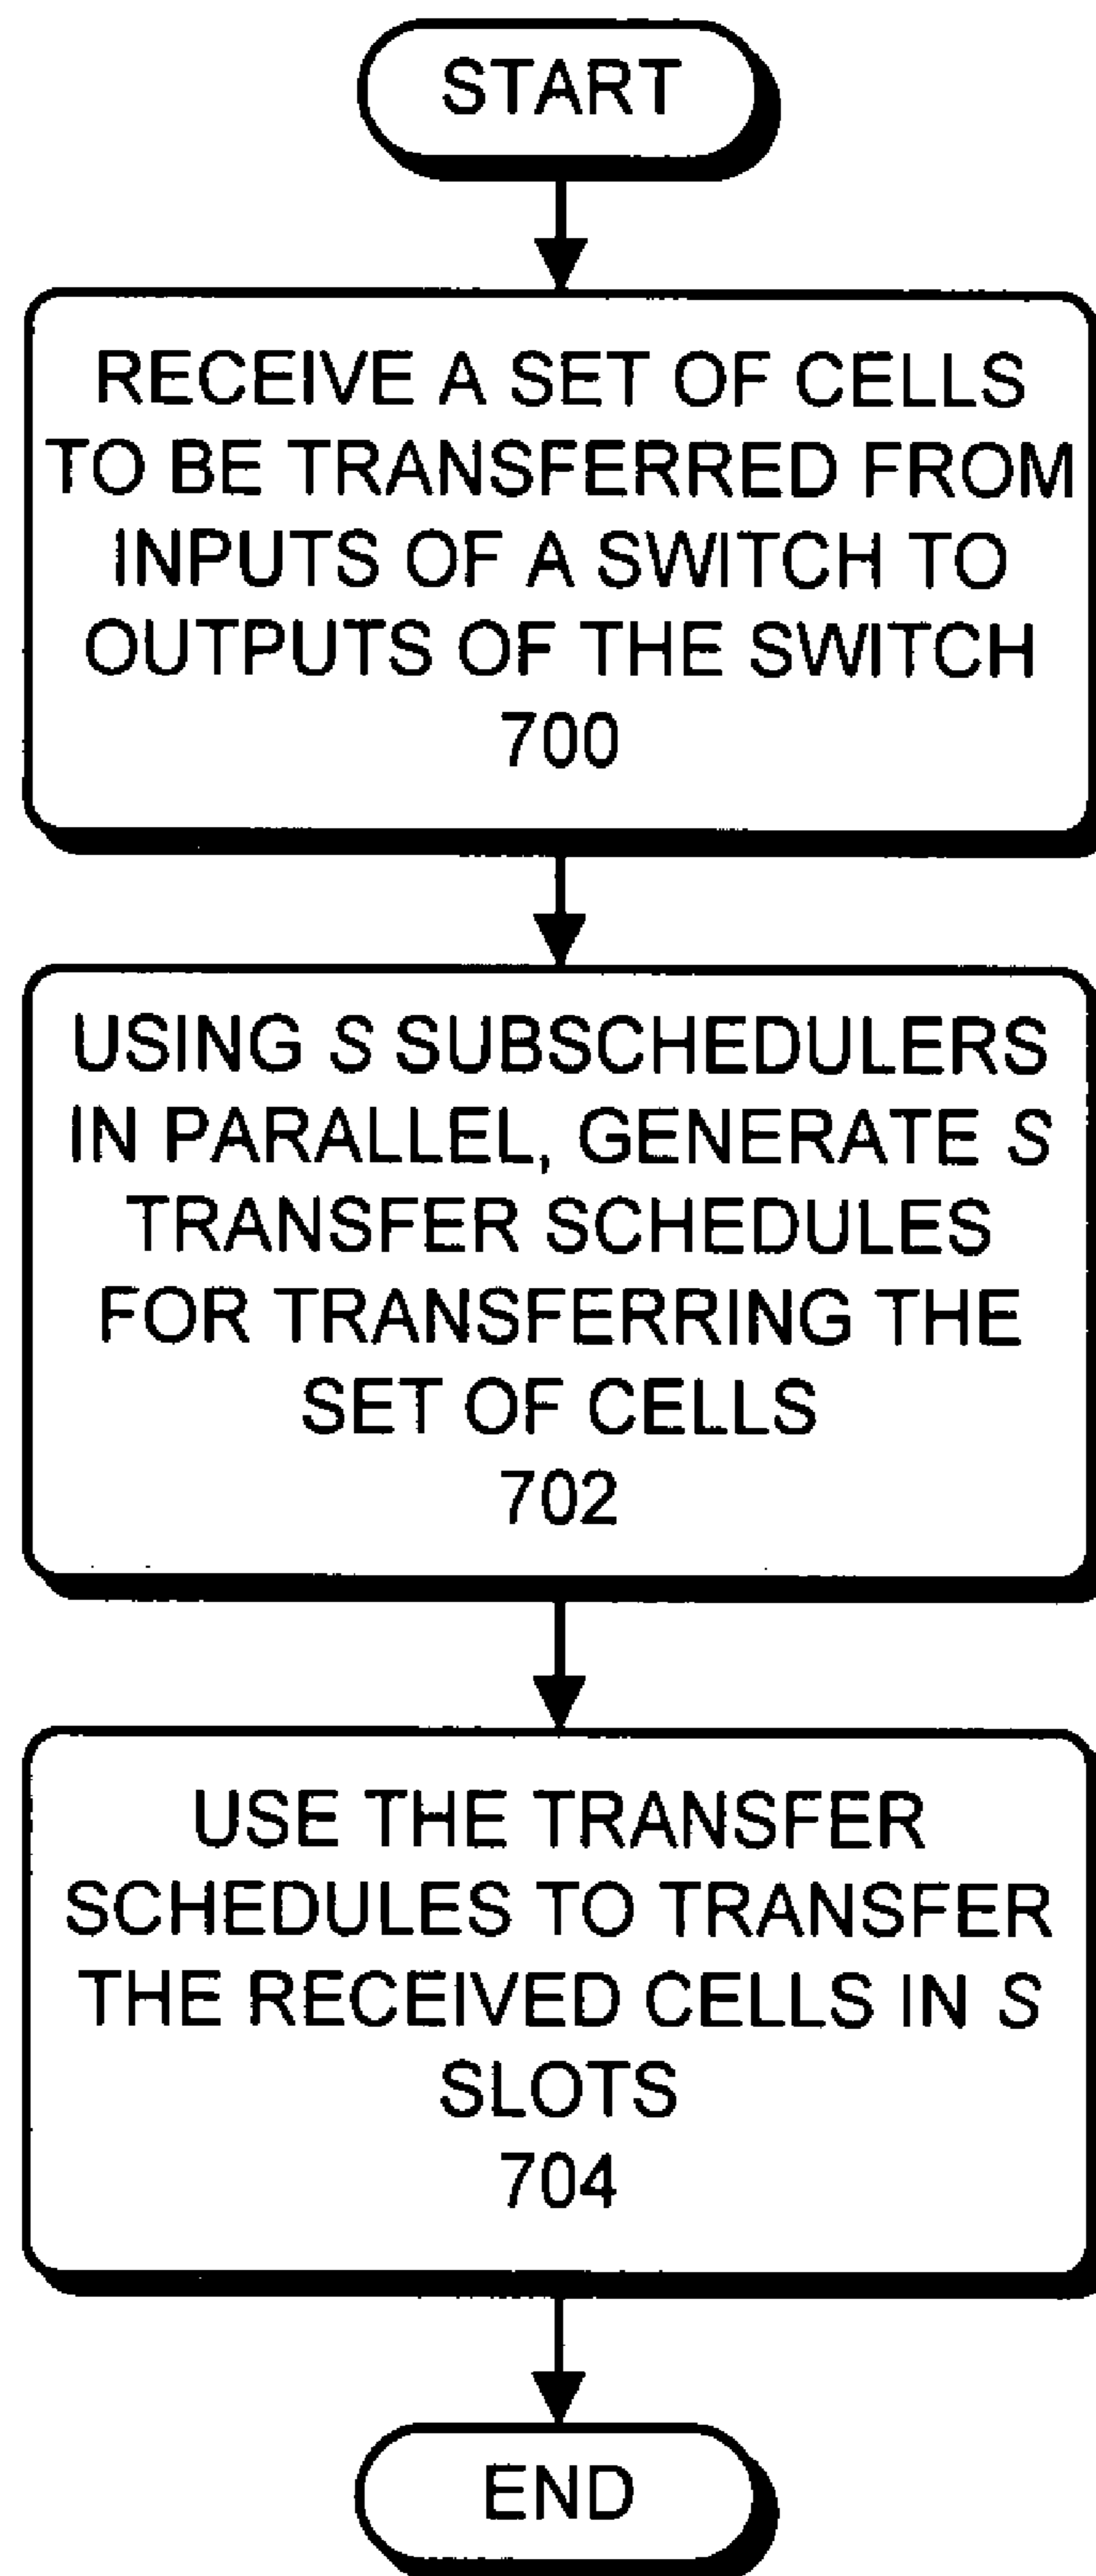 START
RECEIVE A SET OF CELLS
TO BE TRANSFERRED FROM
INPUTS OF A SWITCH TO
OUTPUTS OF THE SWITCH
700
USING S SUBSCHEDULERS
IN PARALLEL, GENERATE S
TRANSFER SCHEDULES
FOR TRANSFERRING THE
SET OF CELLS
702
USE THE TRANSFER
SCHEDULES TO TRANSFER
THE RECEIVED CELLS IN S
SLOTS
704
END